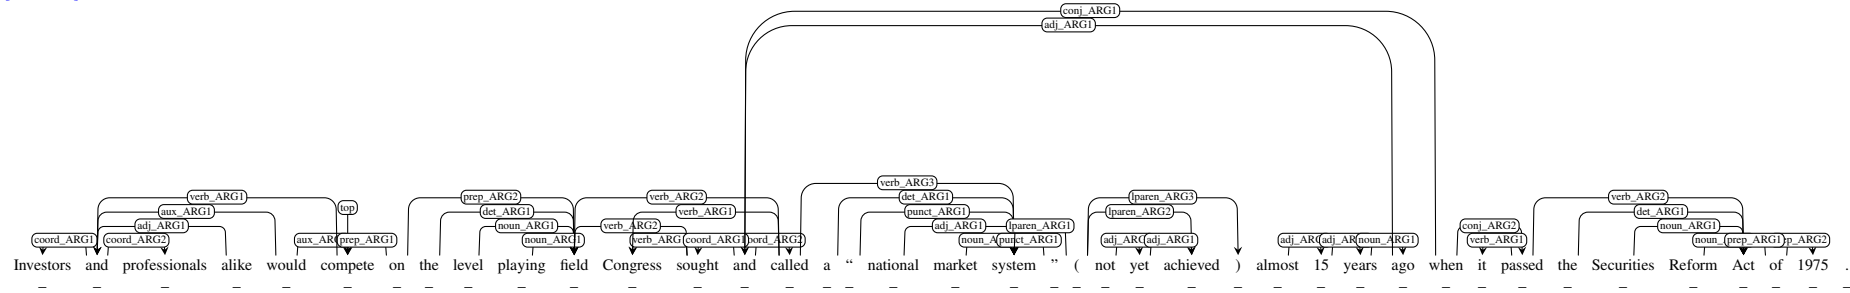 conj_ARG1
adj_ARG1
verb_ARG3
verb_ARG1 prep_ARG2 verb_ARG2 det_ARG1 lparen_ARG3 verb_ARG2
top
aux_ARG1 det_ARG1 verb_ARG1 punct_ARG1 lparen_ARG2 det_ARG1
adj_ARG1 noun_ARG1 verb_ARG2 adj_ARG1 lparen_ARG1 conj_ARG2 noun_ARG1
coord_ARG1 coord_ARG2 prep_ARG1 noun_ARG1 coord_ARG1 punct_ARG1 adj_ARG1 noun_ARG1 verb_ARG1 prep_ARG1
Investors and professionals alike would compete on the level playing field Congress sought and called a “ national market system ” ( not yet achieved ) almost 15 years ago when it passed the Securities Reform Act of 1975 .
_ _ _ _ _ _ _ _ _ _ _ _ _ _ _ _ _ _ _ _ _ _ _ _ _ _ _ _ _ _ _ _ _ _ _ _ _ _ _ _